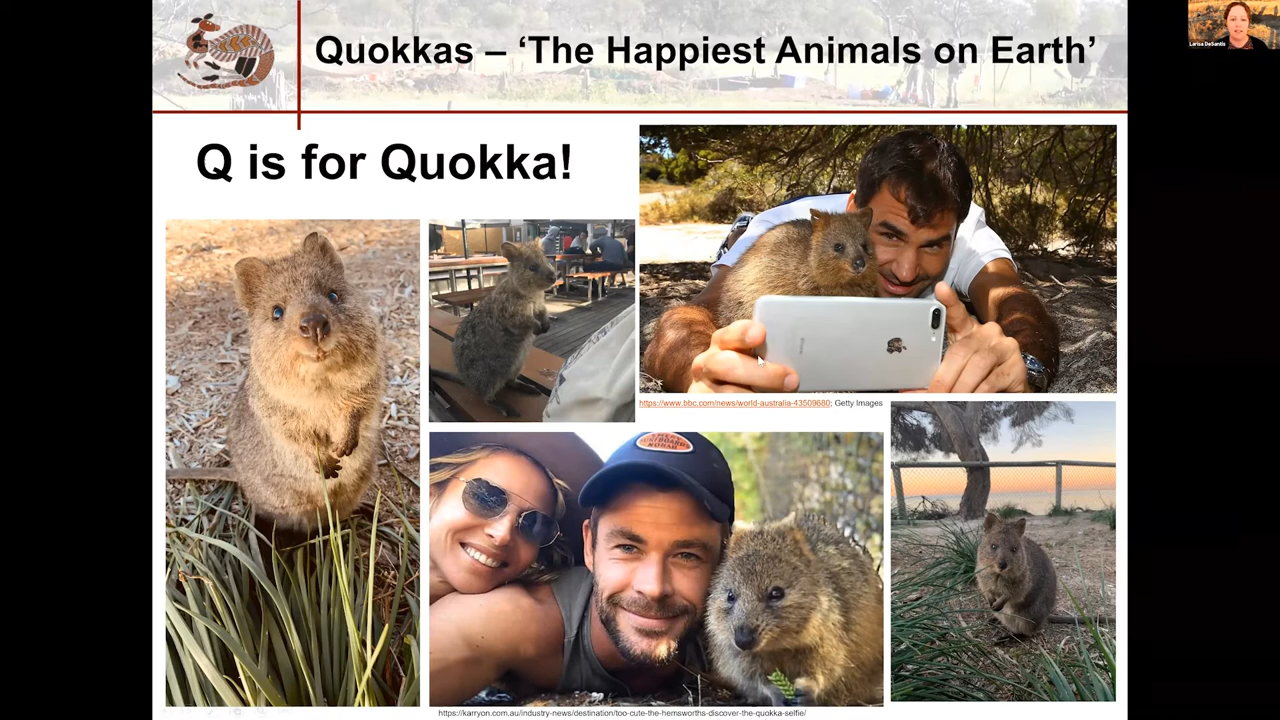 Quokkas – ‘The Happiest Animals on Earth’
Larisa DeSantis
Q is for Quokka!
https://www.bbc.com/news/world-australia-43509680; Getty Images
https://karryon.com.au/industry-news/destination/too-cute-the-hemsworths-discover-the-quokka-selfie/